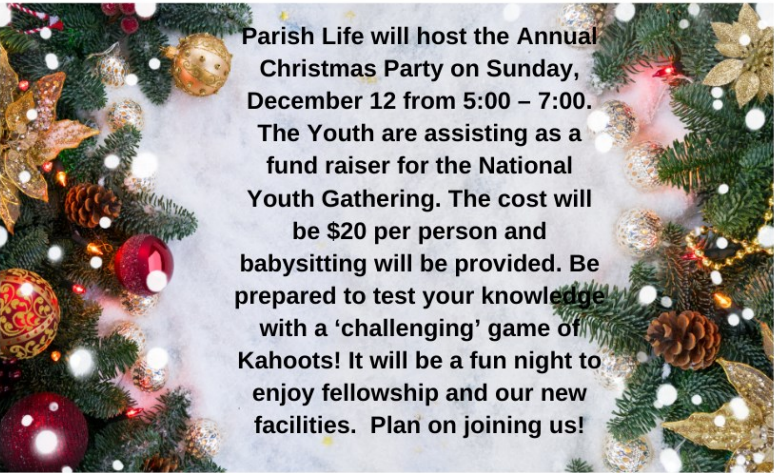 Parish Life will host the Annual
Christmas Party on Sunday,
December 12 from 5:00 – 7:00.
The Youth are assisting as a
fund raiser for the National
Youth Gathering. The cost will
be $20 per person and
babysitting will be provided. Be
prepared to test your knowledge
with a ‘challenging’ game of
Kahoots! It will be a fun night to
enjoy fellowship and our new
facilities.  Plan on joining us!